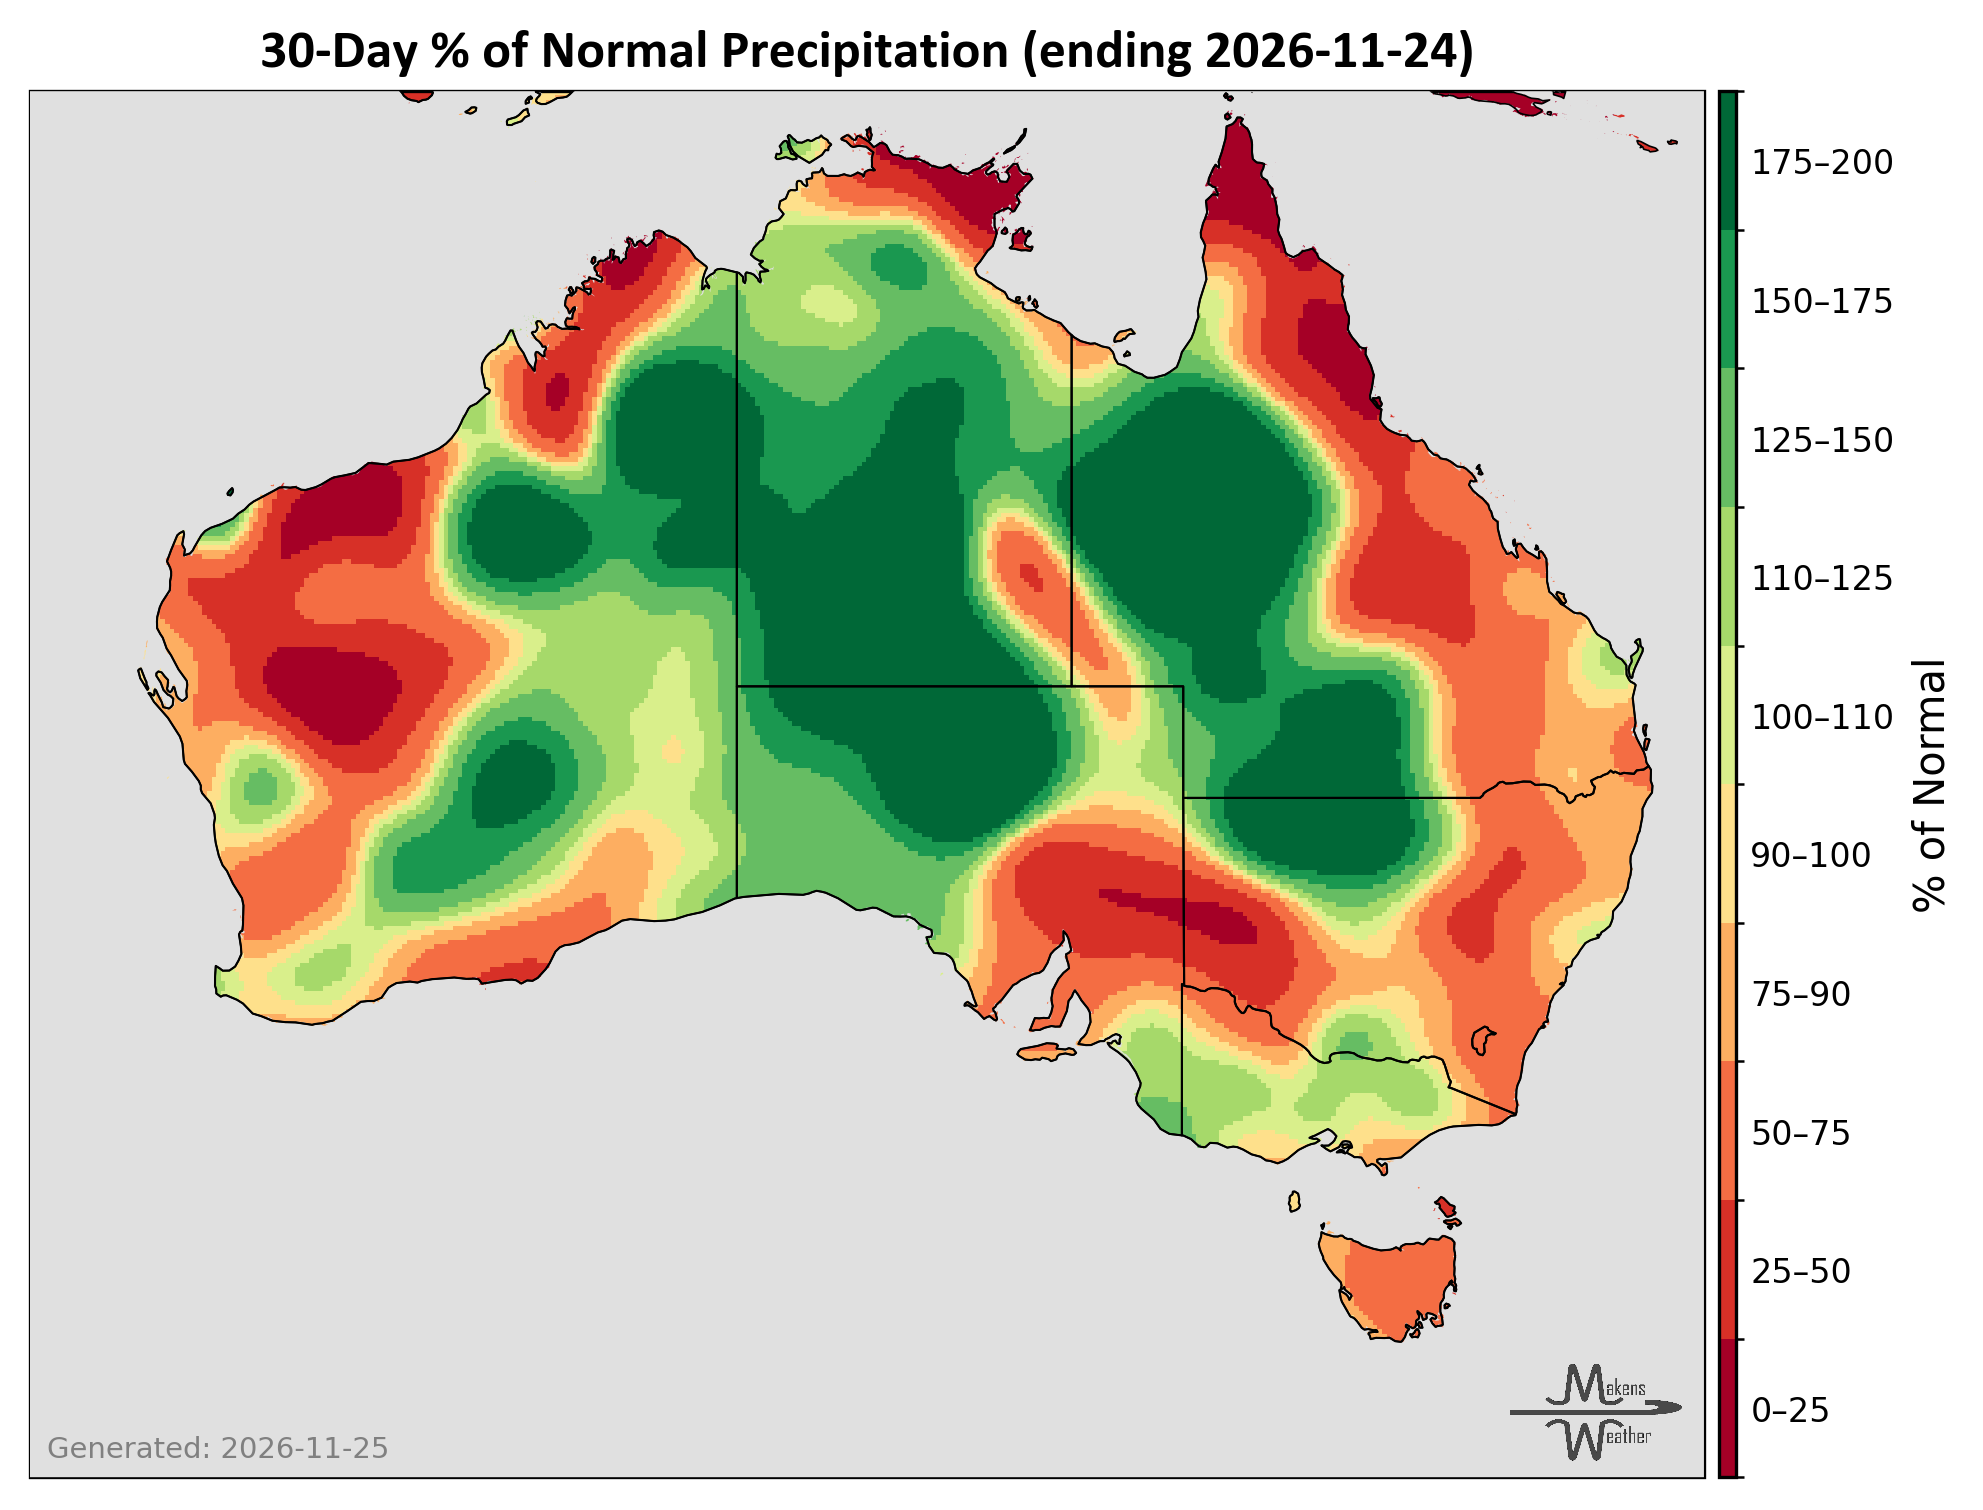 30-Day % of Normal Precipitation (ending 2026-11-24)
175–200
150–175
125–150
110–125
100–110
90–100
75–90
50–75
25–50
0–25
% of Normal
Makens
Weather
Generated: 2026-11-25